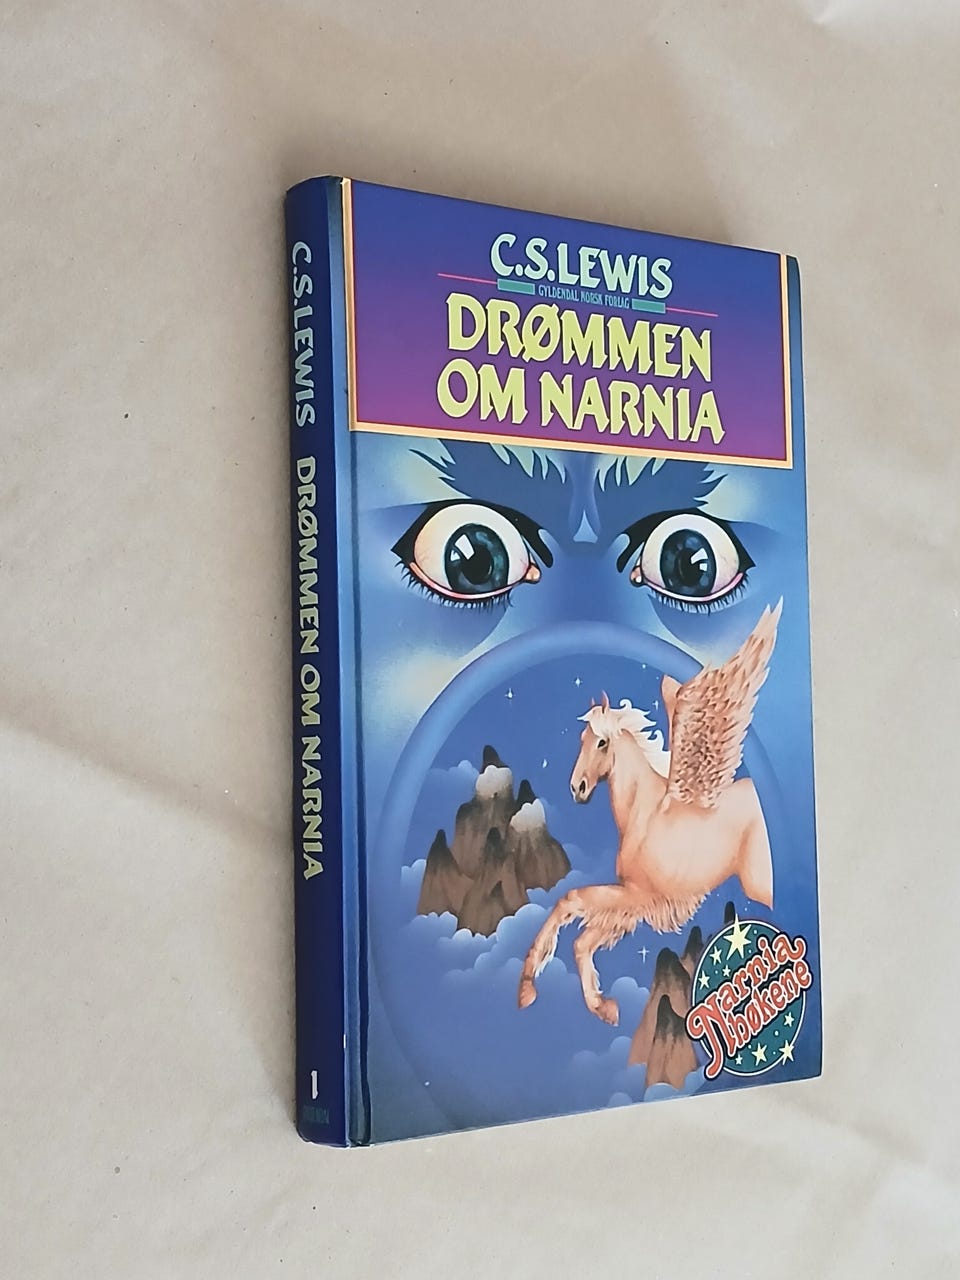 C.S.LEWIS
GYLDENDAL NORSK FORLAG
DRØMMEN
OM NARNIA
Narnia
bøkene
C.S.LEWIS DRØMMEN OM NARNIA
1